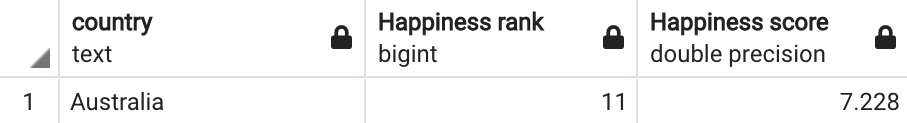 country Happiness rank Happiness score
text bigint double precision
1 Australia 11 7.228